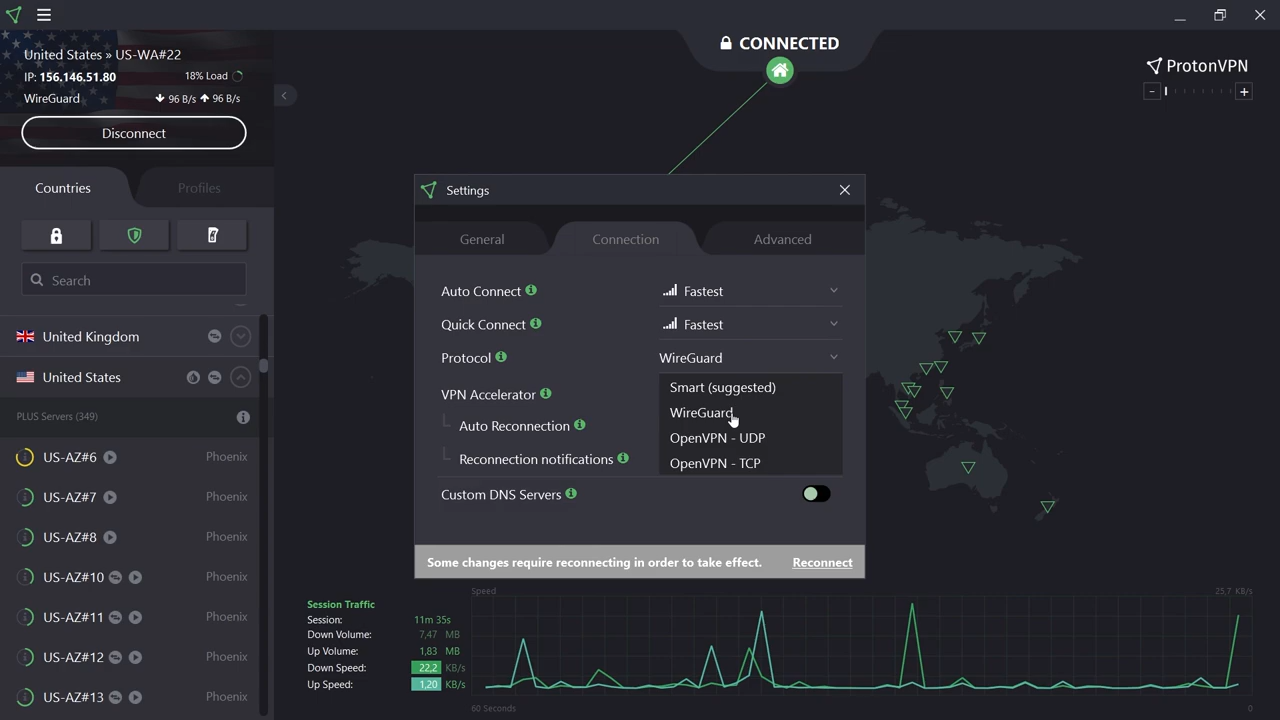 CONNECTED
United States » US-WA#22
IP: 156.146.51.80 18% Load
WireGuard 96 B/s 96 B/s
Disconnect
ProtonVPN
- +
Countries Profiles
Search
United Kingdom
United States
PLUS Servers (349)
US-AZ#6 Phoenix
US-AZ#7 Phoenix
US-AZ#8 Phoenix
US-AZ#10 Phoenix
US-AZ#11 Phoenix
US-AZ#12 Phoenix
US-AZ#13 Phoenix
Settings
General Connection Advanced
Auto Connect Fastest
Quick Connect Fastest
Protocol WireGuard
Smart (suggested)
WireGuard
OpenVPN - UDP
OpenVPN - TCP
VPN Accelerator
Auto Reconnection
Reconnection notifications
Custom DNS Servers
Some changes require reconnecting in order to take effect. Reconnect
Session Traffic
Session: 11m 35s
Down Volume: 7,47 MB
Up Volume: 1,83 MB
Down Speed: 22,2 KB/s
Up Speed: 1,20 KB/s
Speed 25,7 KB/s
60 Seconds 0